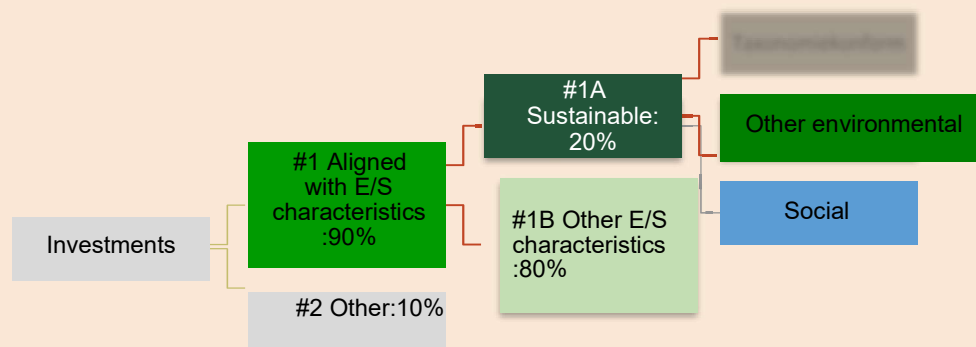 Investments
#1 Aligned
with E/S
characteristics
:90%
#2 Other:10%
#1A
Sustainable:
20%
#1B Other E/S
characteristics
:80%
Taxonomiekonform
Other environmental
Social